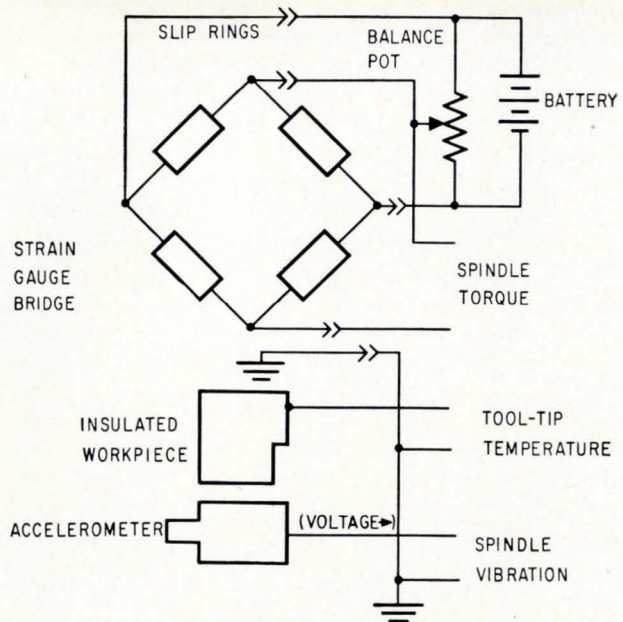 SLIP RINGS
BALANCE
POT
BATTERY
STRAIN
GAUGE
BRIDGE
SPINDLE
TORQUE
INSULATED
WORKPIECE
TOOL-TIP
TEMPERATURE
ACCELEROMETER
(VOLTAGE→)
SPINDLE
VIBRATION